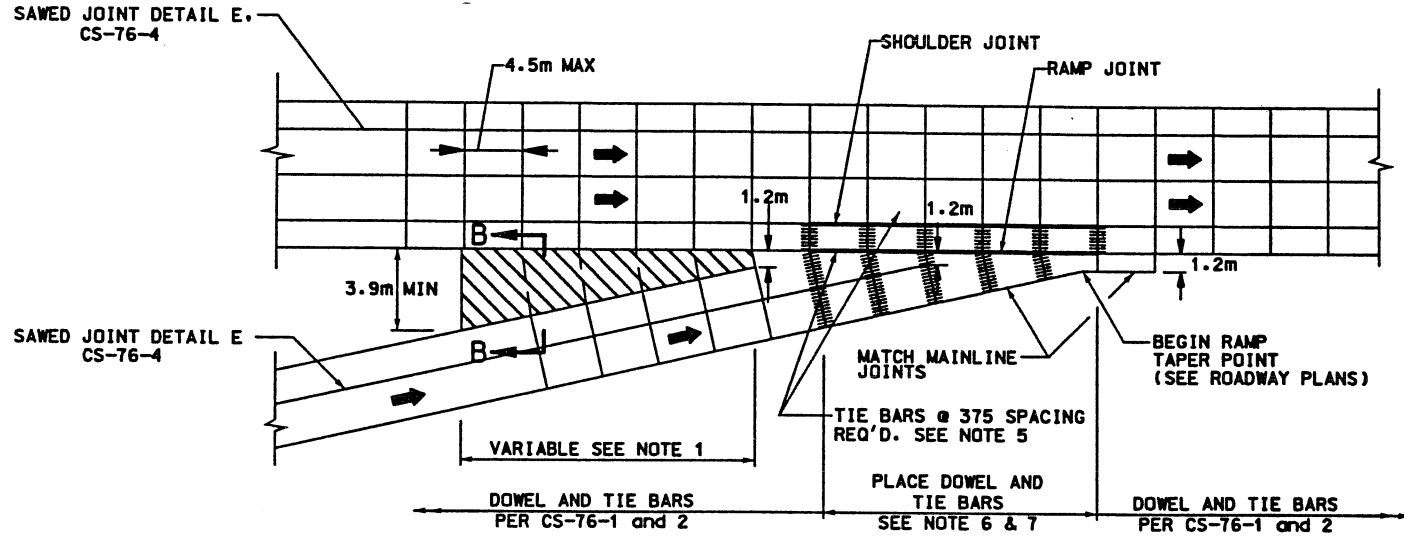 SAWED JOINT DETAIL E.
CS-76-4
4.5m MAX
SHOULDER JOINT
RAMP JOINT
1.2m
1.2m
B
3.9m MIN
1.2m
SAWED JOINT DETAIL E
CS-76-4
B
MATCH MAINLINE
JOINTS
BEGIN RAMP
TAPER POINT
(SEE ROADWAY PLANS)
TIE BARS @ 375 SPACING
REQ'D. SEE NOTE 5
VARIABLE SEE NOTE 1
DOWEL AND TIE BARS
PER CS-76-1 and 2
PLACE DOWEL AND
TIE BARS
SEE NOTE 6 & 7
DOWEL AND TIE BARS
PER CS-76-1 and 2